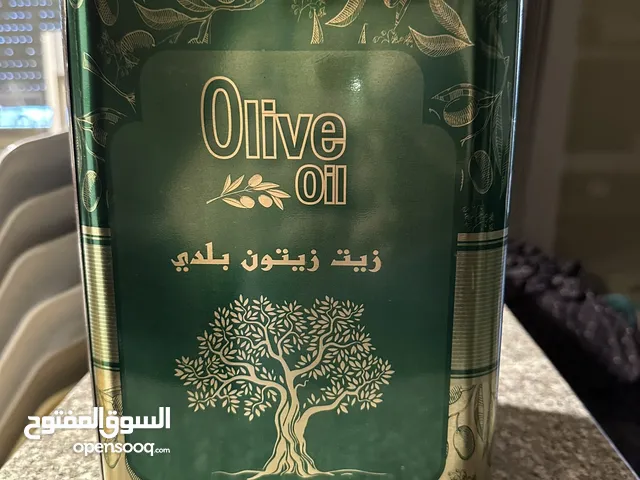 Olive
Oil
زيت زيتون بلدي
السوق المفتوح
opensooq.com